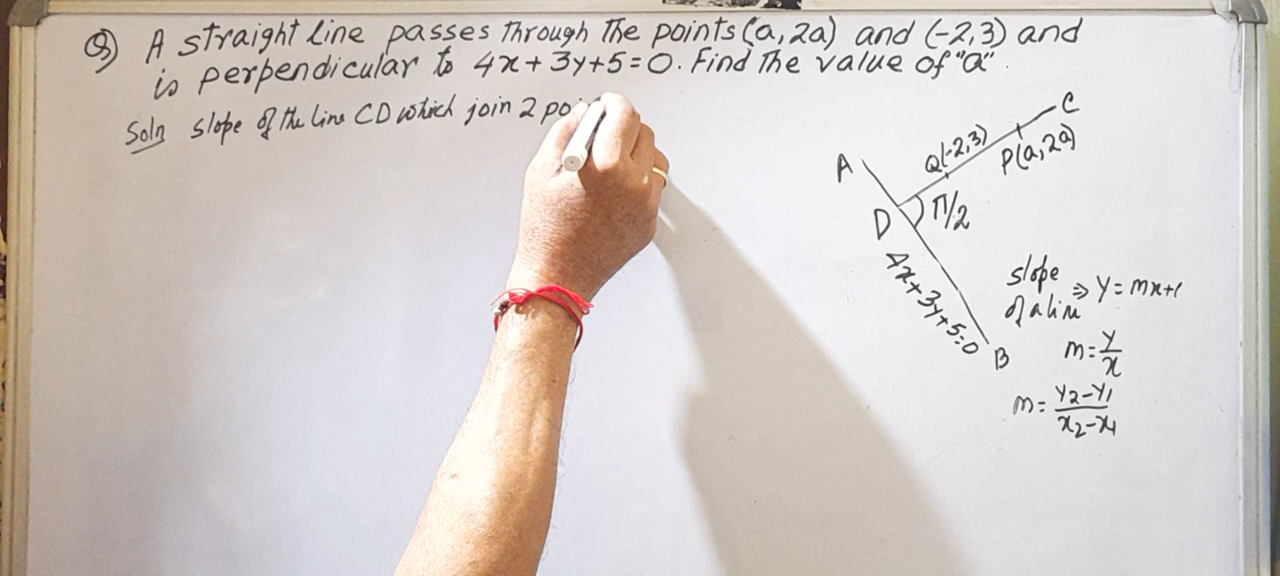 Q) A straight line passes through the points (a, 2a) and (-2,3) and
is perpendicular to 4x+3y+5=0. Find the value of "a".
Soln slope of the line CD which join 2
A
Q(-2,3)
C
P(a,2a)
D
π/2
4x+3y+5=0
B
slope
of a line
⇒ Y=mx+c
m=y/x
m=Y2-Y1/x2-x1